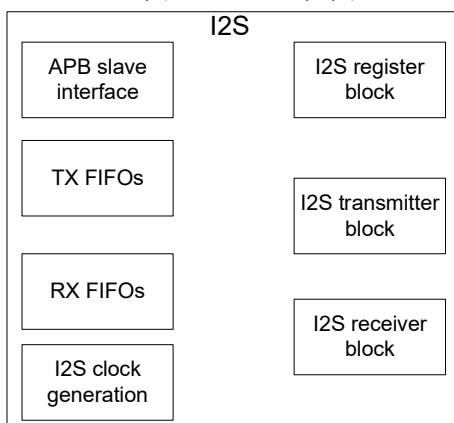 I2S
APB slave
interface
I2S register
block
TX FIFOs
I2S transmitter
block
RX FIFOs
I2S receiver
block
I2S clock
generation